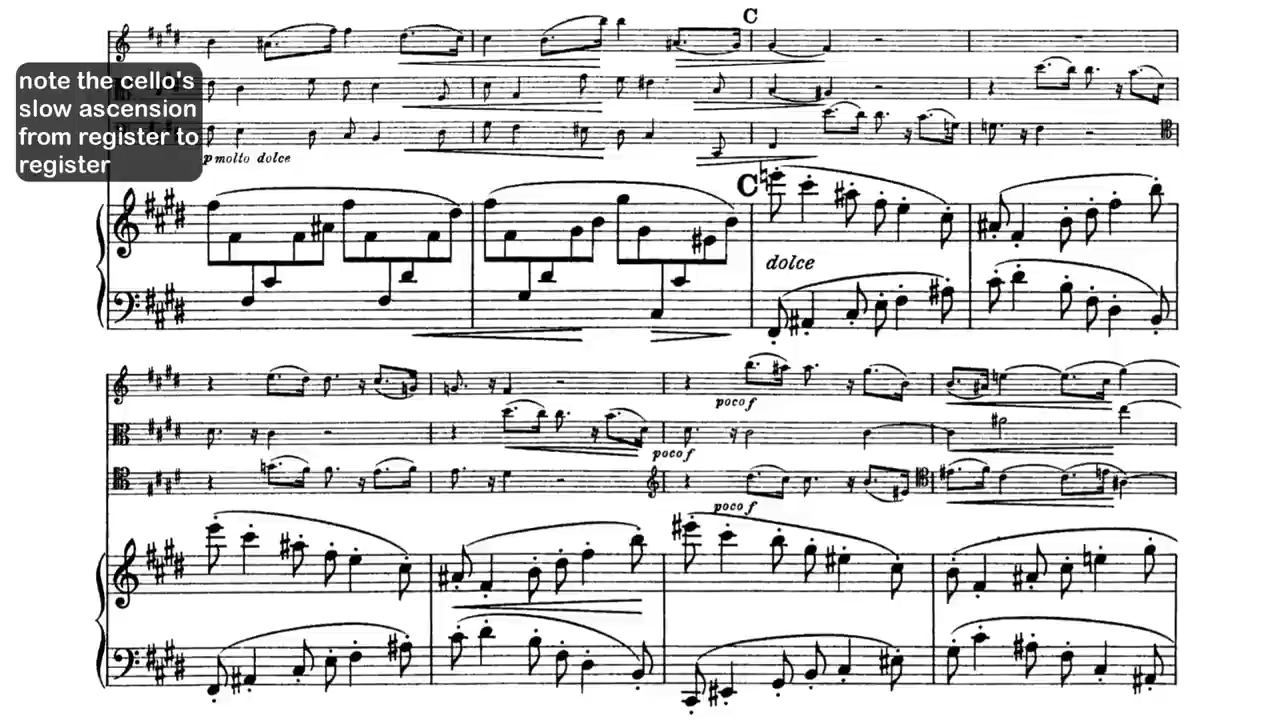 C
note the cello's
slow ascension
from register to
register
p molto dolce
C
dolce
poco f
poco f
poco f